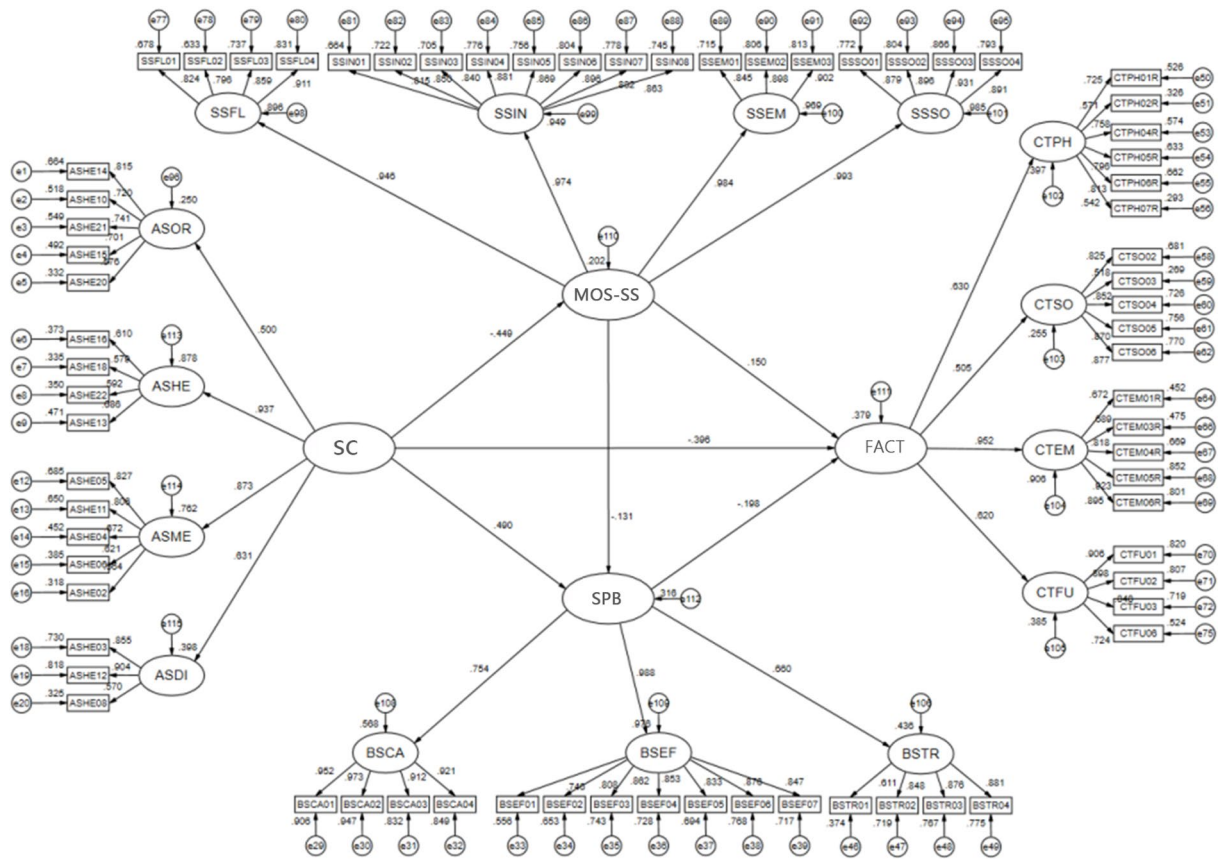 e77 e78 e79 e80 e81 e82 e83 e84 e85 e86 e87 e88 e89 e90 e91 e92 e93 e94 e95
.678 .633 .737 .831 .664 .722 .705 .776 .756 .804 .778 .745 .715 .806 .813 .772 .804 .866 .793
SSFL01 SSFL02 SSFL03 SSFL04 SSIN01 SSIN02 SSIN03 SSIN04 SSIN05 SSIN06 SSIN07 SSIN08 SSEM01 SSEM02 SSEM03 SSSO01 SSSO02 SSSO03 SSSO04
.824 .796 .859 .911 .815 .850 .840 .881 .869 .896 .882 .863 .845 .898 .902 .879 .896 .931 .891
SSFL .896 e98 SSIN .949 e99 SSEM .969 e100 SSSO .985 e101
.946 .974 .984 .993
e1 .664 ASHE14 .815
e2 .518 ASHE10 .720
e3 .549 ASHE21 .741
e4 .492 ASHE15 .701
e5 .332 ASHE20
e96 .250 ASOR
.500
e6 .373 ASHE16 .610
e7 .335 ASHE18 .579
e8 .350 ASHE22 .592
e9 .471 ASHE13 .686
e113 .878 ASHE
.937
e12 .685 ASHE05 .827
e13 .650 ASHE11 .806
e14 .452 ASHE04 .672
e15 .385 ASHE06 .621
e16 .318 ASHE02
e114 .762 ASME
.873
e18 .730 ASHE03 .855
e19 .818 ASHE12 .904
e20 .325 ASHE08 .570
e115 .398 ASDI
.631
SC
e110 .202 MOS-SS
-.449 .150
-.396
-.131
.490 -.198
e111 .379 FACT
SPB .316 e112
.630 .505 .952 .620
CTPH .397 e102
.725 CTPH01R .526 e50
.571 CTPH02R .326 e51
.758 CTPH04R .574 e53
.796 CTPH05R .633 e54
.813 CTPH06R .662 e55
.542 CTPH07R .293 e56
CTSO .255 e103
.825 CTSO02 .681 e58
.518 CTSO03 .269 e59
.852 CTSO04 .726 e60
.870 CTSO05 .756 e61
.877 CTSO06 .770 e62
CTEM .906 e104
.672 CTEM01R .452 e64
.689 CTEM03R .475 e66
.818 CTEM04R .669 e67
.923 CTEM05R .852 e68
.895 CTEM06R .801 e69
CTFU .385 e105
.906 CTFU01 .820 e70
.898 CTFU02 .807 e71
.848 CTFU03 .719 e72
.724 CTFU06 .524 e75
.754 .988 .660
e108 .568 BSCA e109 .976 BSEF e106 .436 BSTR
.952 .973 .912 .921 .746 .808 .862 .853 .833 .876 .847 .611 .848 .876 .881
BSCA01 BSCA02 BSCA03 BSCA04 BSEF01 BSEF02 BSEF03 BSEF04 BSEF05 BSEF06 BSEF07 BSTR01 BSTR02 BSTR03 BSTR04
.906 .947 .832 .849 .556 .653 .743 .728 .694 .768 .717 .374 .719 .767 .775
e29 e30 e31 e32 e33 e34 e35 e36 e37 e38 e39 e46 e47 e48 e49